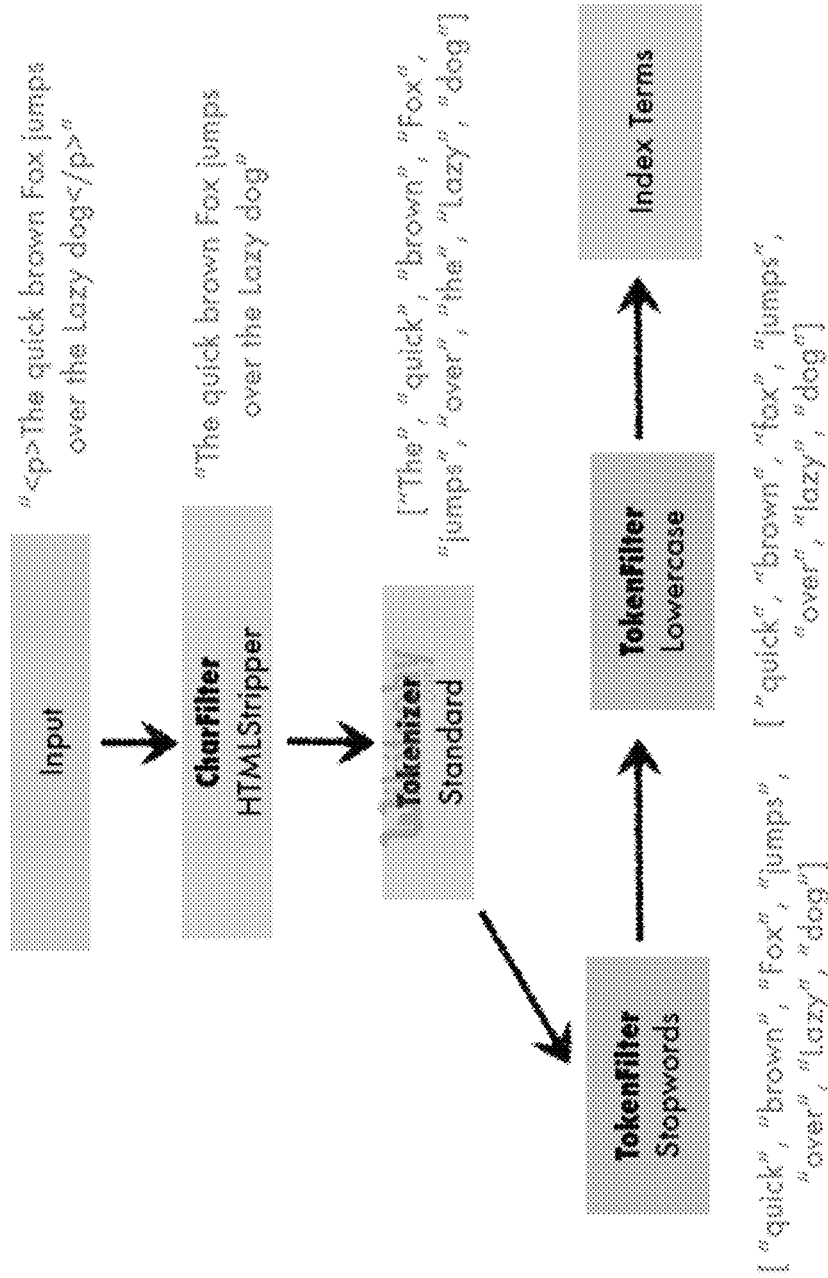 Input
"<p>The quick brown Fox jumps
over the Lazy dog</p>"
CharFilter
HTMLStripper
"The quick brown Fox jumps
over the Lazy dog"
Tokenizer
Standard
["The", "quick", "brown", "Fox",
"jumps", "over", "the", "Lazy", "dog"]
TokenFilter
Stopwords
[ "quick", "brown", "Fox", "jumps",
"over", "Lazy", "dog"]
TokenFilter
Lowercase
[ "quick", "brown", "fox", "jumps",
"over", "lazy", "dog"]
Index Terms